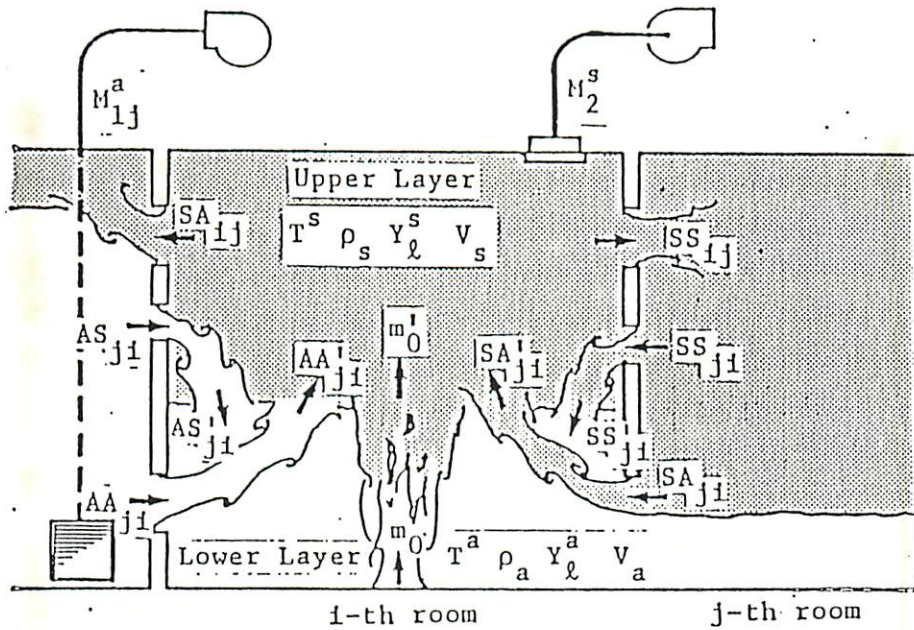 M^a_1j
M^s_2
Upper Layer
T^s ρ_s Y^s_ℓ V_s
SA_ij
SS_ij
AS_ji
AA'_ji
m'_0
SA'_ji
SS_ji
AS'_ji
SS'_ji
AA_ji
SA_ji
m_0
Lower Layer
T^a ρ_a Y^a_ℓ V_a
i-th room
j-th room